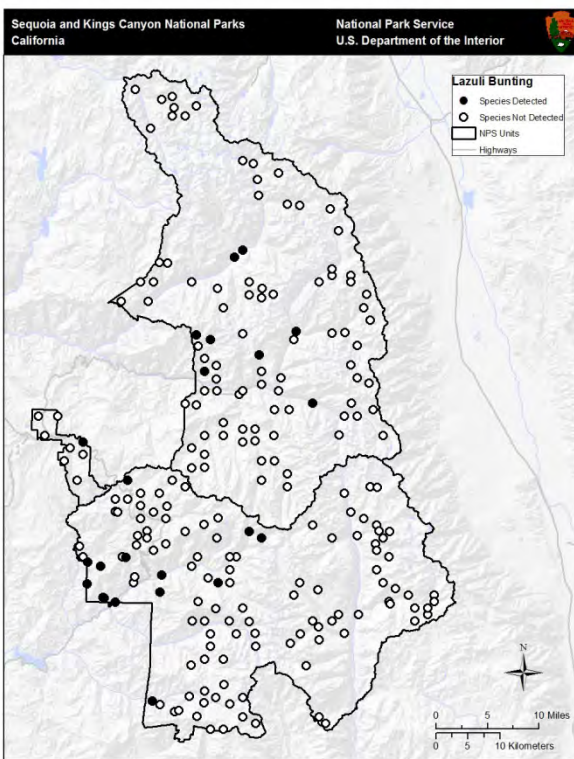 Sequoia and Kings Canyon National Parks
California
National Park Service
U.S. Department of the Interior
Lazuli Bunting
Species Detected
Species Not Detected
NPS Units
Highways
N
0 5 10 Miles
0 5 10 Kilometers